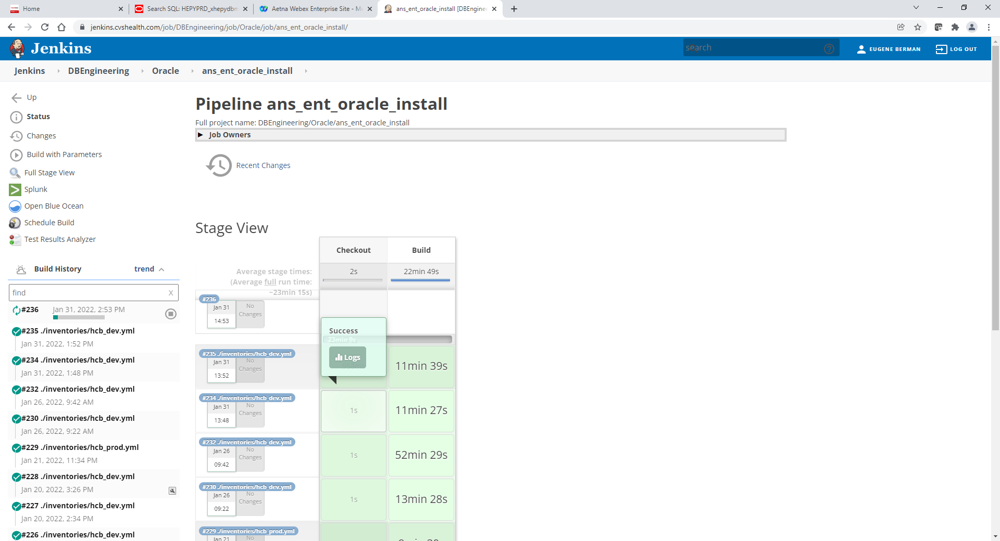 Home
Search SQL: HEPYPRD_xhepydbm
Aetna Webex Enterprise Site - M
ans_ent_oracle_install [DBEngine
jenkins.cvshealth.com/job/DBEngineering/job/Oracle/job/ans_ent_oracle_install/
Jenkins
search
EUGENE BERMAN
LOG OUT
Jenkins DBEngineering Oracle ans_ent_oracle_install
Up
Status
Changes
Build with Parameters
Full Stage View
Splunk
Open Blue Ocean
Schedule Build
Test Results Analyzer
Build History trend
find X
#236 Jan 31, 2022, 2:53 PM
#235 ./inventories/hcb_dev.yml
Jan 31, 2022, 1:52 PM
#234 ./inventories/hcb_dev.yml
Jan 31, 2022, 1:48 PM
#232 ./inventories/hcb_dev.yml
Jan 26, 2022, 9:42 AM
#230 ./inventories/hcb_dev.yml
Jan 26, 2022, 9:22 AM
#229 ./inventories/hcb_prod.yml
Jan 21, 2022, 11:34 PM
#228 ./inventories/hcb_dev.yml
Jan 20, 2022, 3:26 PM
#227 ./inventories/hcb_dev.yml
Jan 20, 2022, 2:34 PM
#226 ./inventories/hcb_dev.yml
Pipeline ans_ent_oracle_install
Full project name: DBEngineering/Oracle/ans_ent_oracle_install
Job Owners
Recent Changes
Stage View
Checkout Build
Average stage times: 2s 22min 49s
(Average full run time:
~23min 15s)
#236
Jan 31 No
Changes
14:53
Success
23min 9s
Logs
#235 ./inventories/hcb_dev.yml
Jan 31 No
Changes
13:52
11min 39s
#234 ./inventories/hcb_dev.yml
Jan 31 No
Changes
13:48
1s 11min 27s
#232 ./inventories/hcb_dev.yml
Jan 26 No
Changes
09:42
1s 52min 29s
#230 ./inventories/hcb_dev.yml
Jan 26 No
Changes
09:22
1s 13min 28s
#229 ./inventories/hcb_prod.yml
Jan 21 No